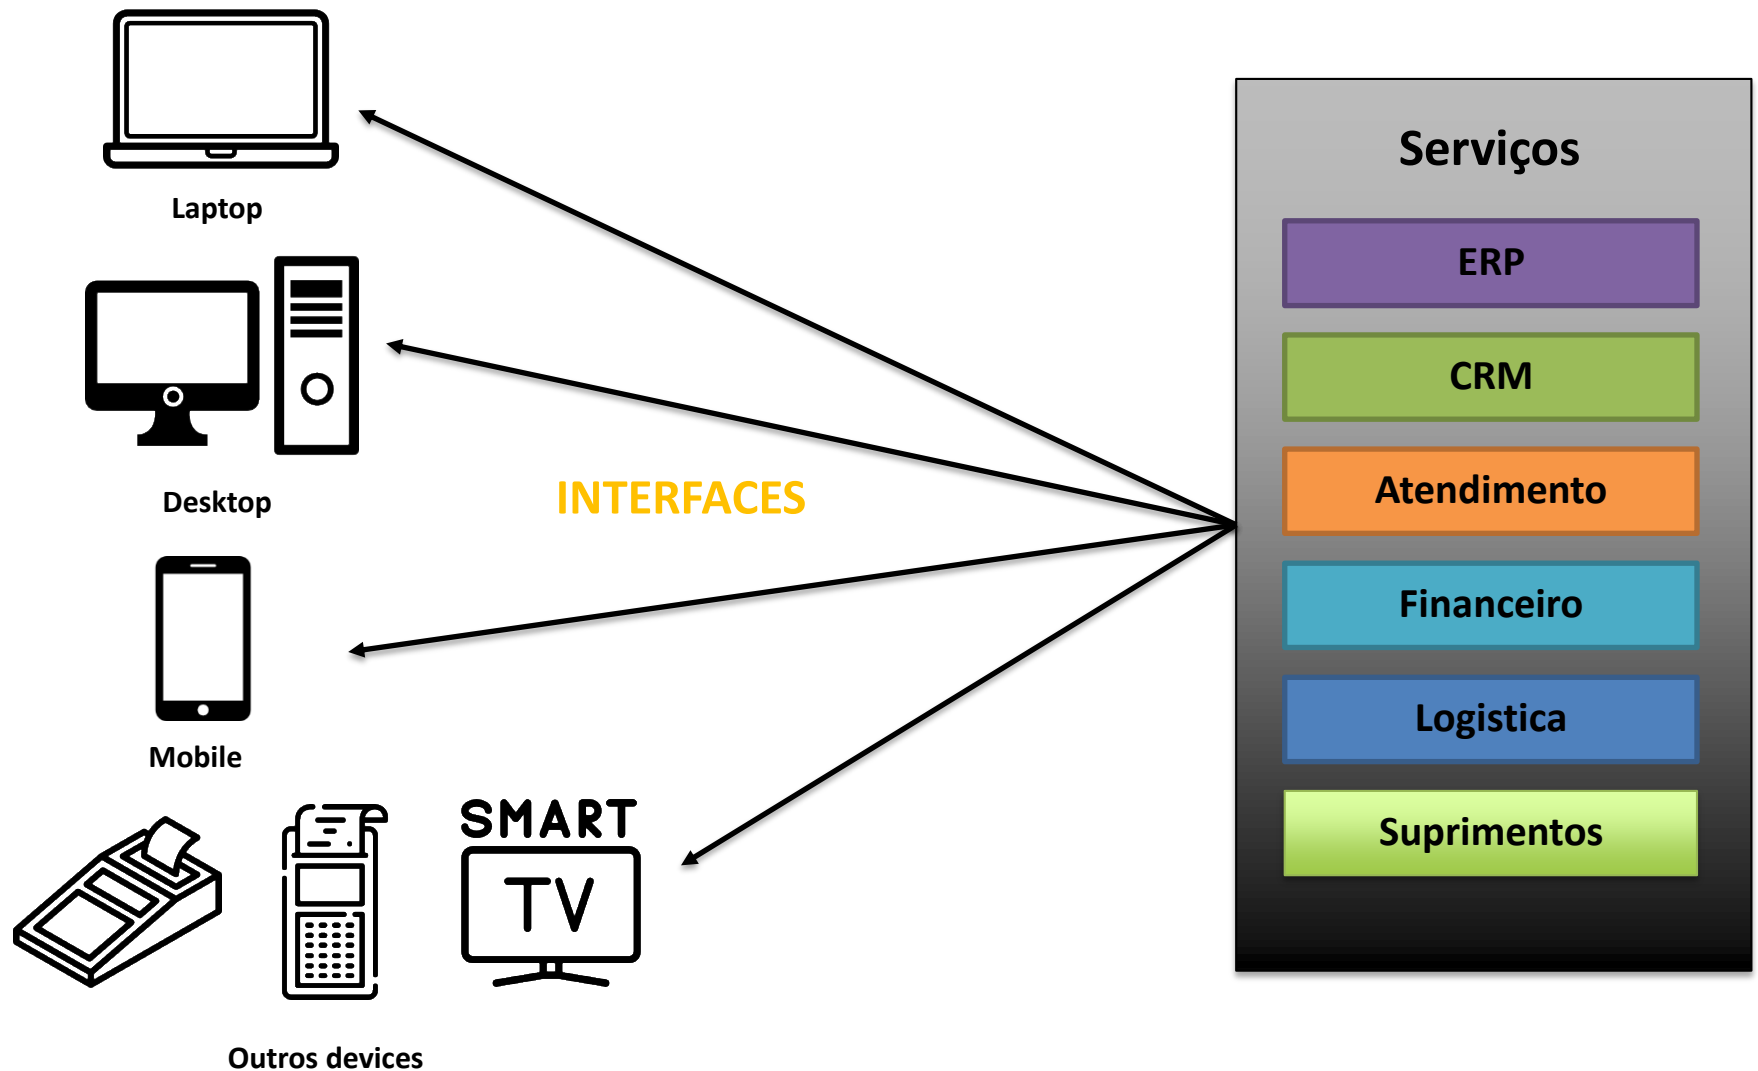 Laptop
Desktop
Mobile
SMART
TV
Outros devices
INTERFACES
Serviços
ERP
CRM
Atendimento
Financeiro
Logistica
Suprimentos